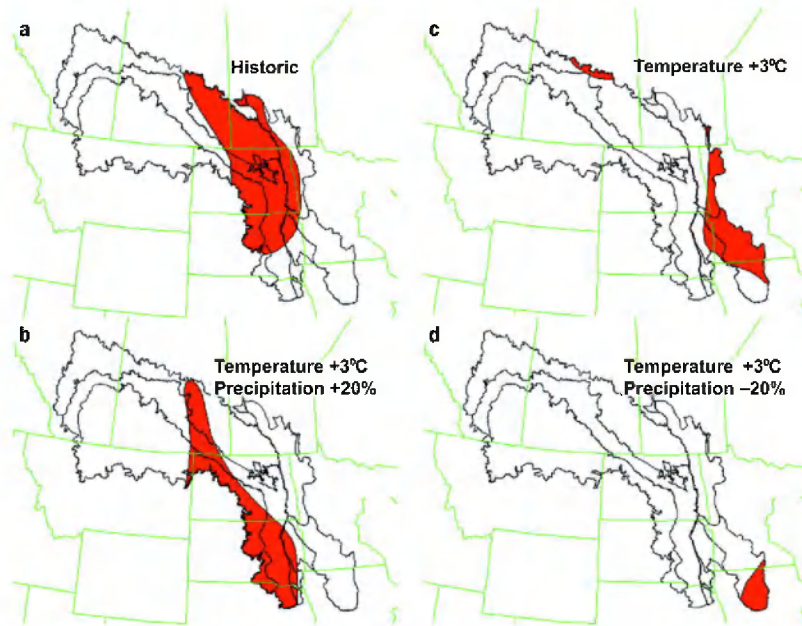 a
Historic
c
Temperature +3ºC
b
Temperature +3ºC
Precipitation +20%
d
Temperature +3ºC
Precipitation –20%